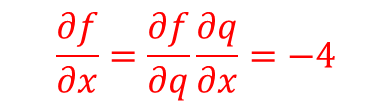 ∂f/∂x = ∂f/∂q ∂q/∂x = −4